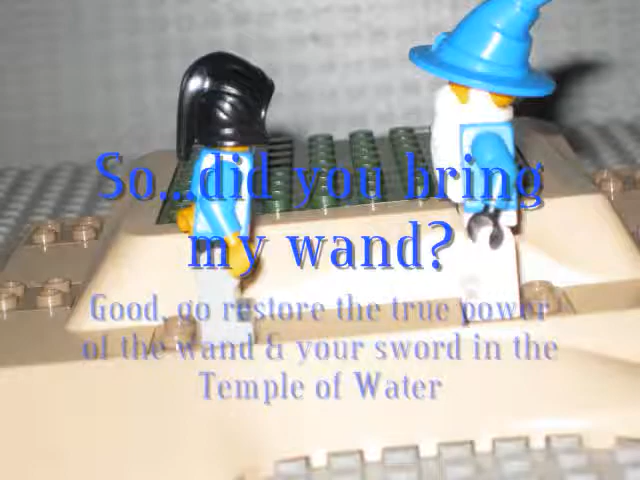 So...did you bring
my wand?
Good, go restore the true power
of the wand & your sword in the
Temple of Water